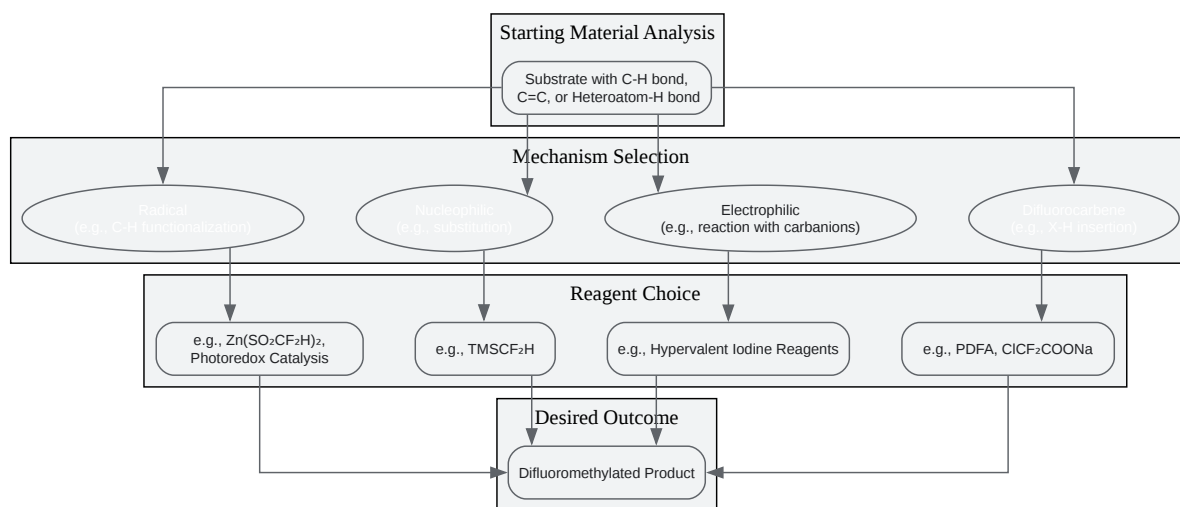 Starting Material Analysis
Substrate with C-H bond,
C=C, or Heteroatom-H bond
Mechanism Selection
Radical
(e.g., C-H functionalization)
Nucleophilic
(e.g., substitution)
Electrophilic
(e.g., reaction with carbanions)
Difluorocarbene
(e.g., X-H insertion)
Reagent Choice
e.g., Zn(SO₂CF₂H)₂,
Photoredox Catalysis
e.g., TMSCF₂H
e.g., Hypervalent Iodine Reagents
e.g., PDFA, ClCF₂COONa
Desired Outcome
Difluoromethylated Product